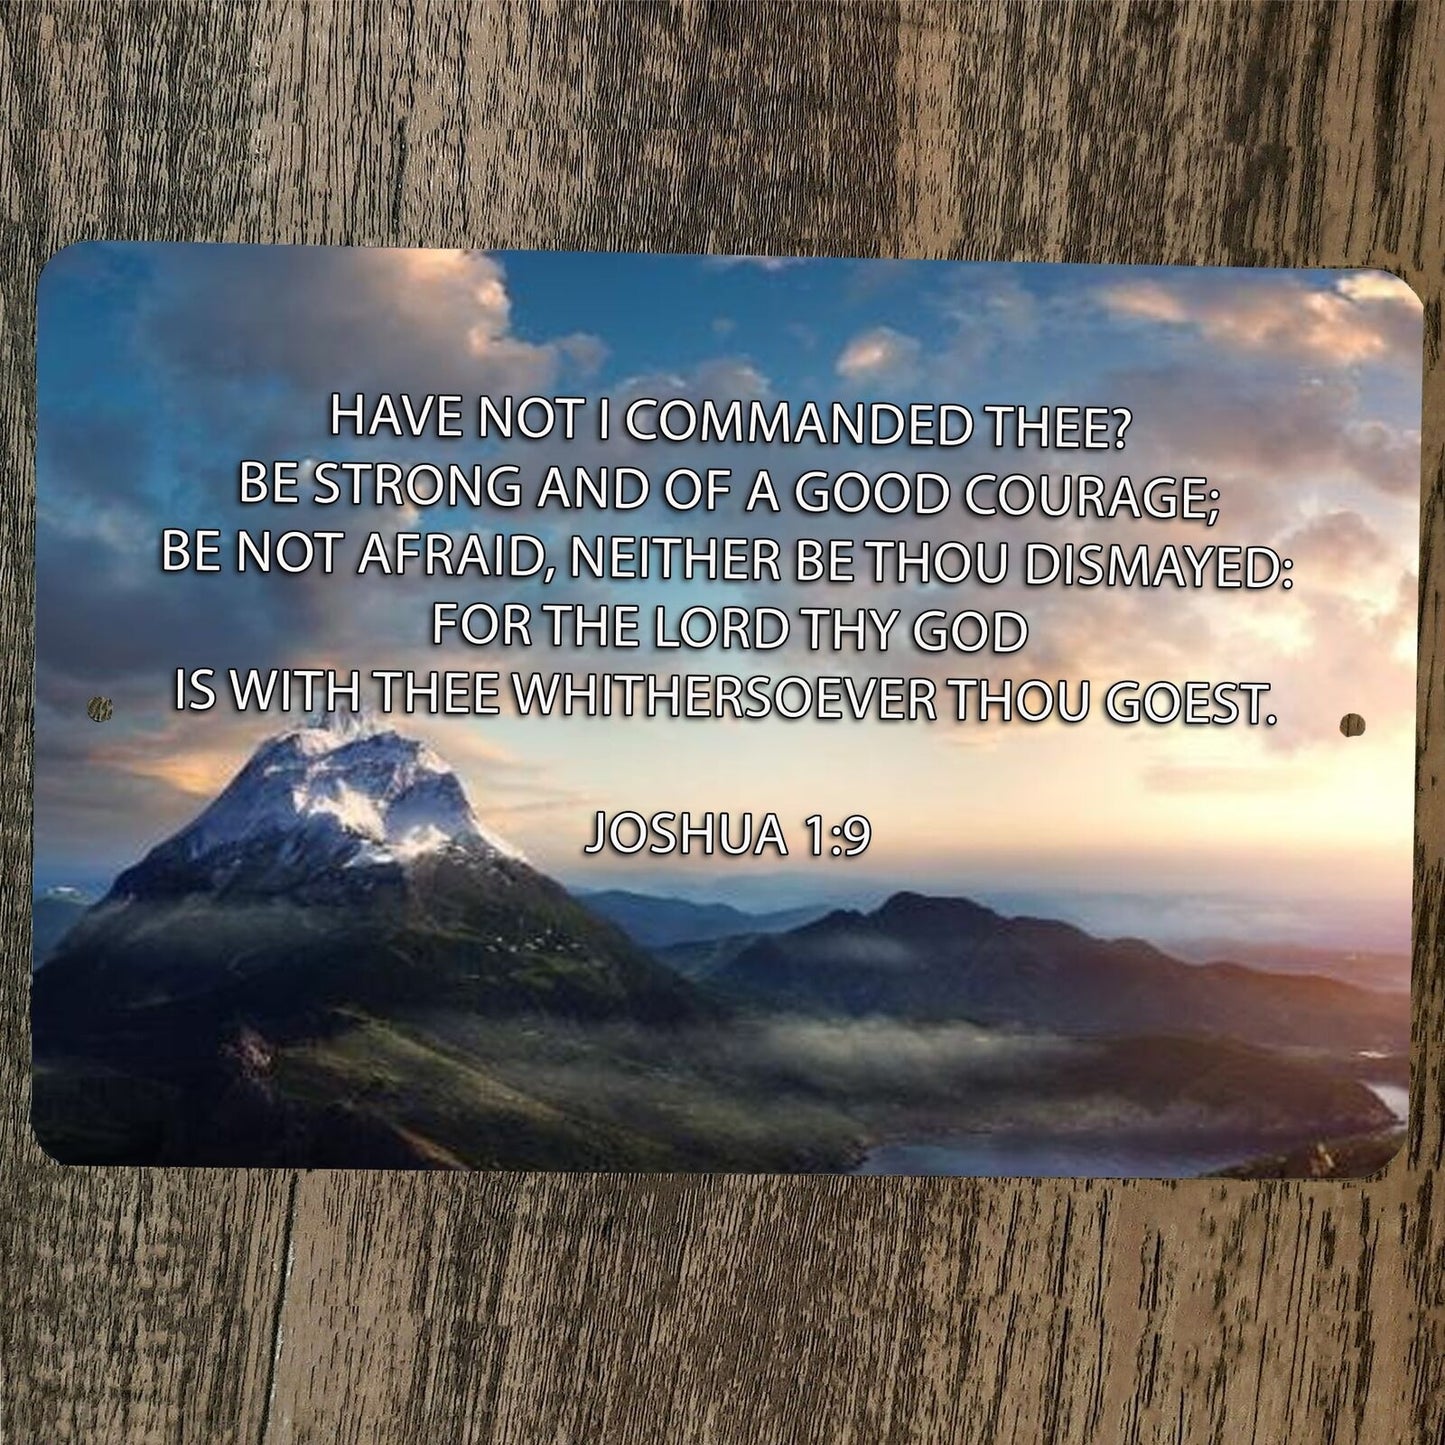 HAVE NOT I COMMANDED THEE?
BE STRONG AND OF A GOOD COURAGE;
BE NOT AFRAID, NEITHER BE THOU DISMAYED:
FOR THE LORD THY GOD
IS WITH THEE WHITHERSOEVER THOU GOEST.
JOSHUA 1:9